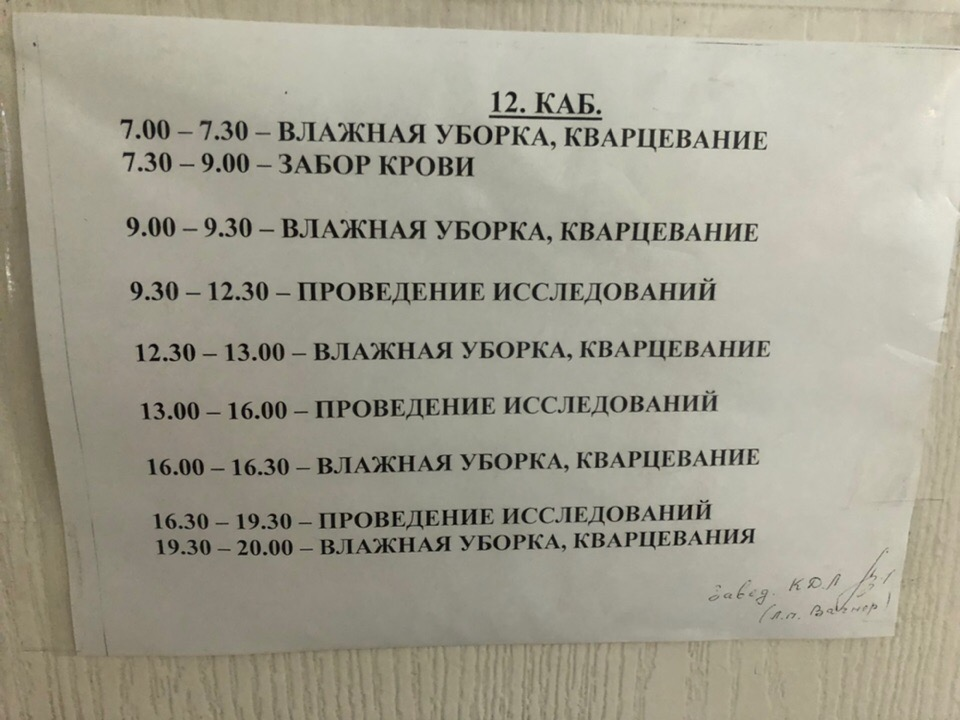 12. КАБ.
7.00 – 7.30 – ВЛАЖНАЯ УБОРКА, КВАРЦЕВАНИЕ
7.30 – 9.00 – ЗАБОР КРОВИ
9.00 – 9.30 – ВЛАЖНАЯ УБОРКА, КВАРЦЕВАНИЕ
9.30 – 12.30 – ПРОВЕДЕНИЕ ИССЛЕДОВАНИЙ
12.30 – 13.00 – ВЛАЖНАЯ УБОРКА, КВАРЦЕВАНИЕ
13.00 – 16.00 – ПРОВЕДЕНИЕ ИССЛЕДОВАНИЙ
16.00 – 16.30 – ВЛАЖНАЯ УБОРКА, КВАРЦЕВАНИЕ
16.30 – 19.30 – ПРОВЕДЕНИЕ ИССЛЕДОВАНИЙ
19.30 – 20.00 – ВЛАЖНАЯ УБОРКА, КВАРЦЕВАНИЯ
Завед. КДЛ
Вагнер)